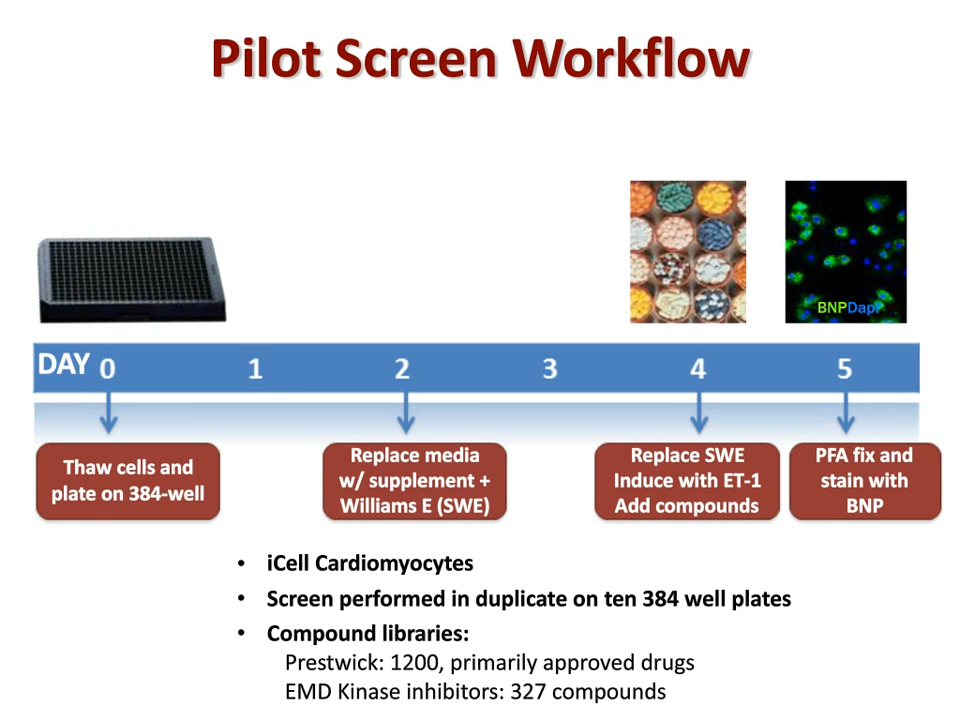 Pilot Screen Workflow
BNPDapi
DAY 0 1 2 3 4 5
Thaw cells and
plate on 384-well
Replace media
w/ supplement +
Williams E (SWE)
Replace SWE
Induce with ET-1
Add compounds
PFA fix and
stain with
BNP
• iCell Cardiomyocytes
• Screen performed in duplicate on ten 384 well plates
• Compound libraries:
Prestwick: 1200, primarily approved drugs
EMD Kinase inhibitors: 327 compounds